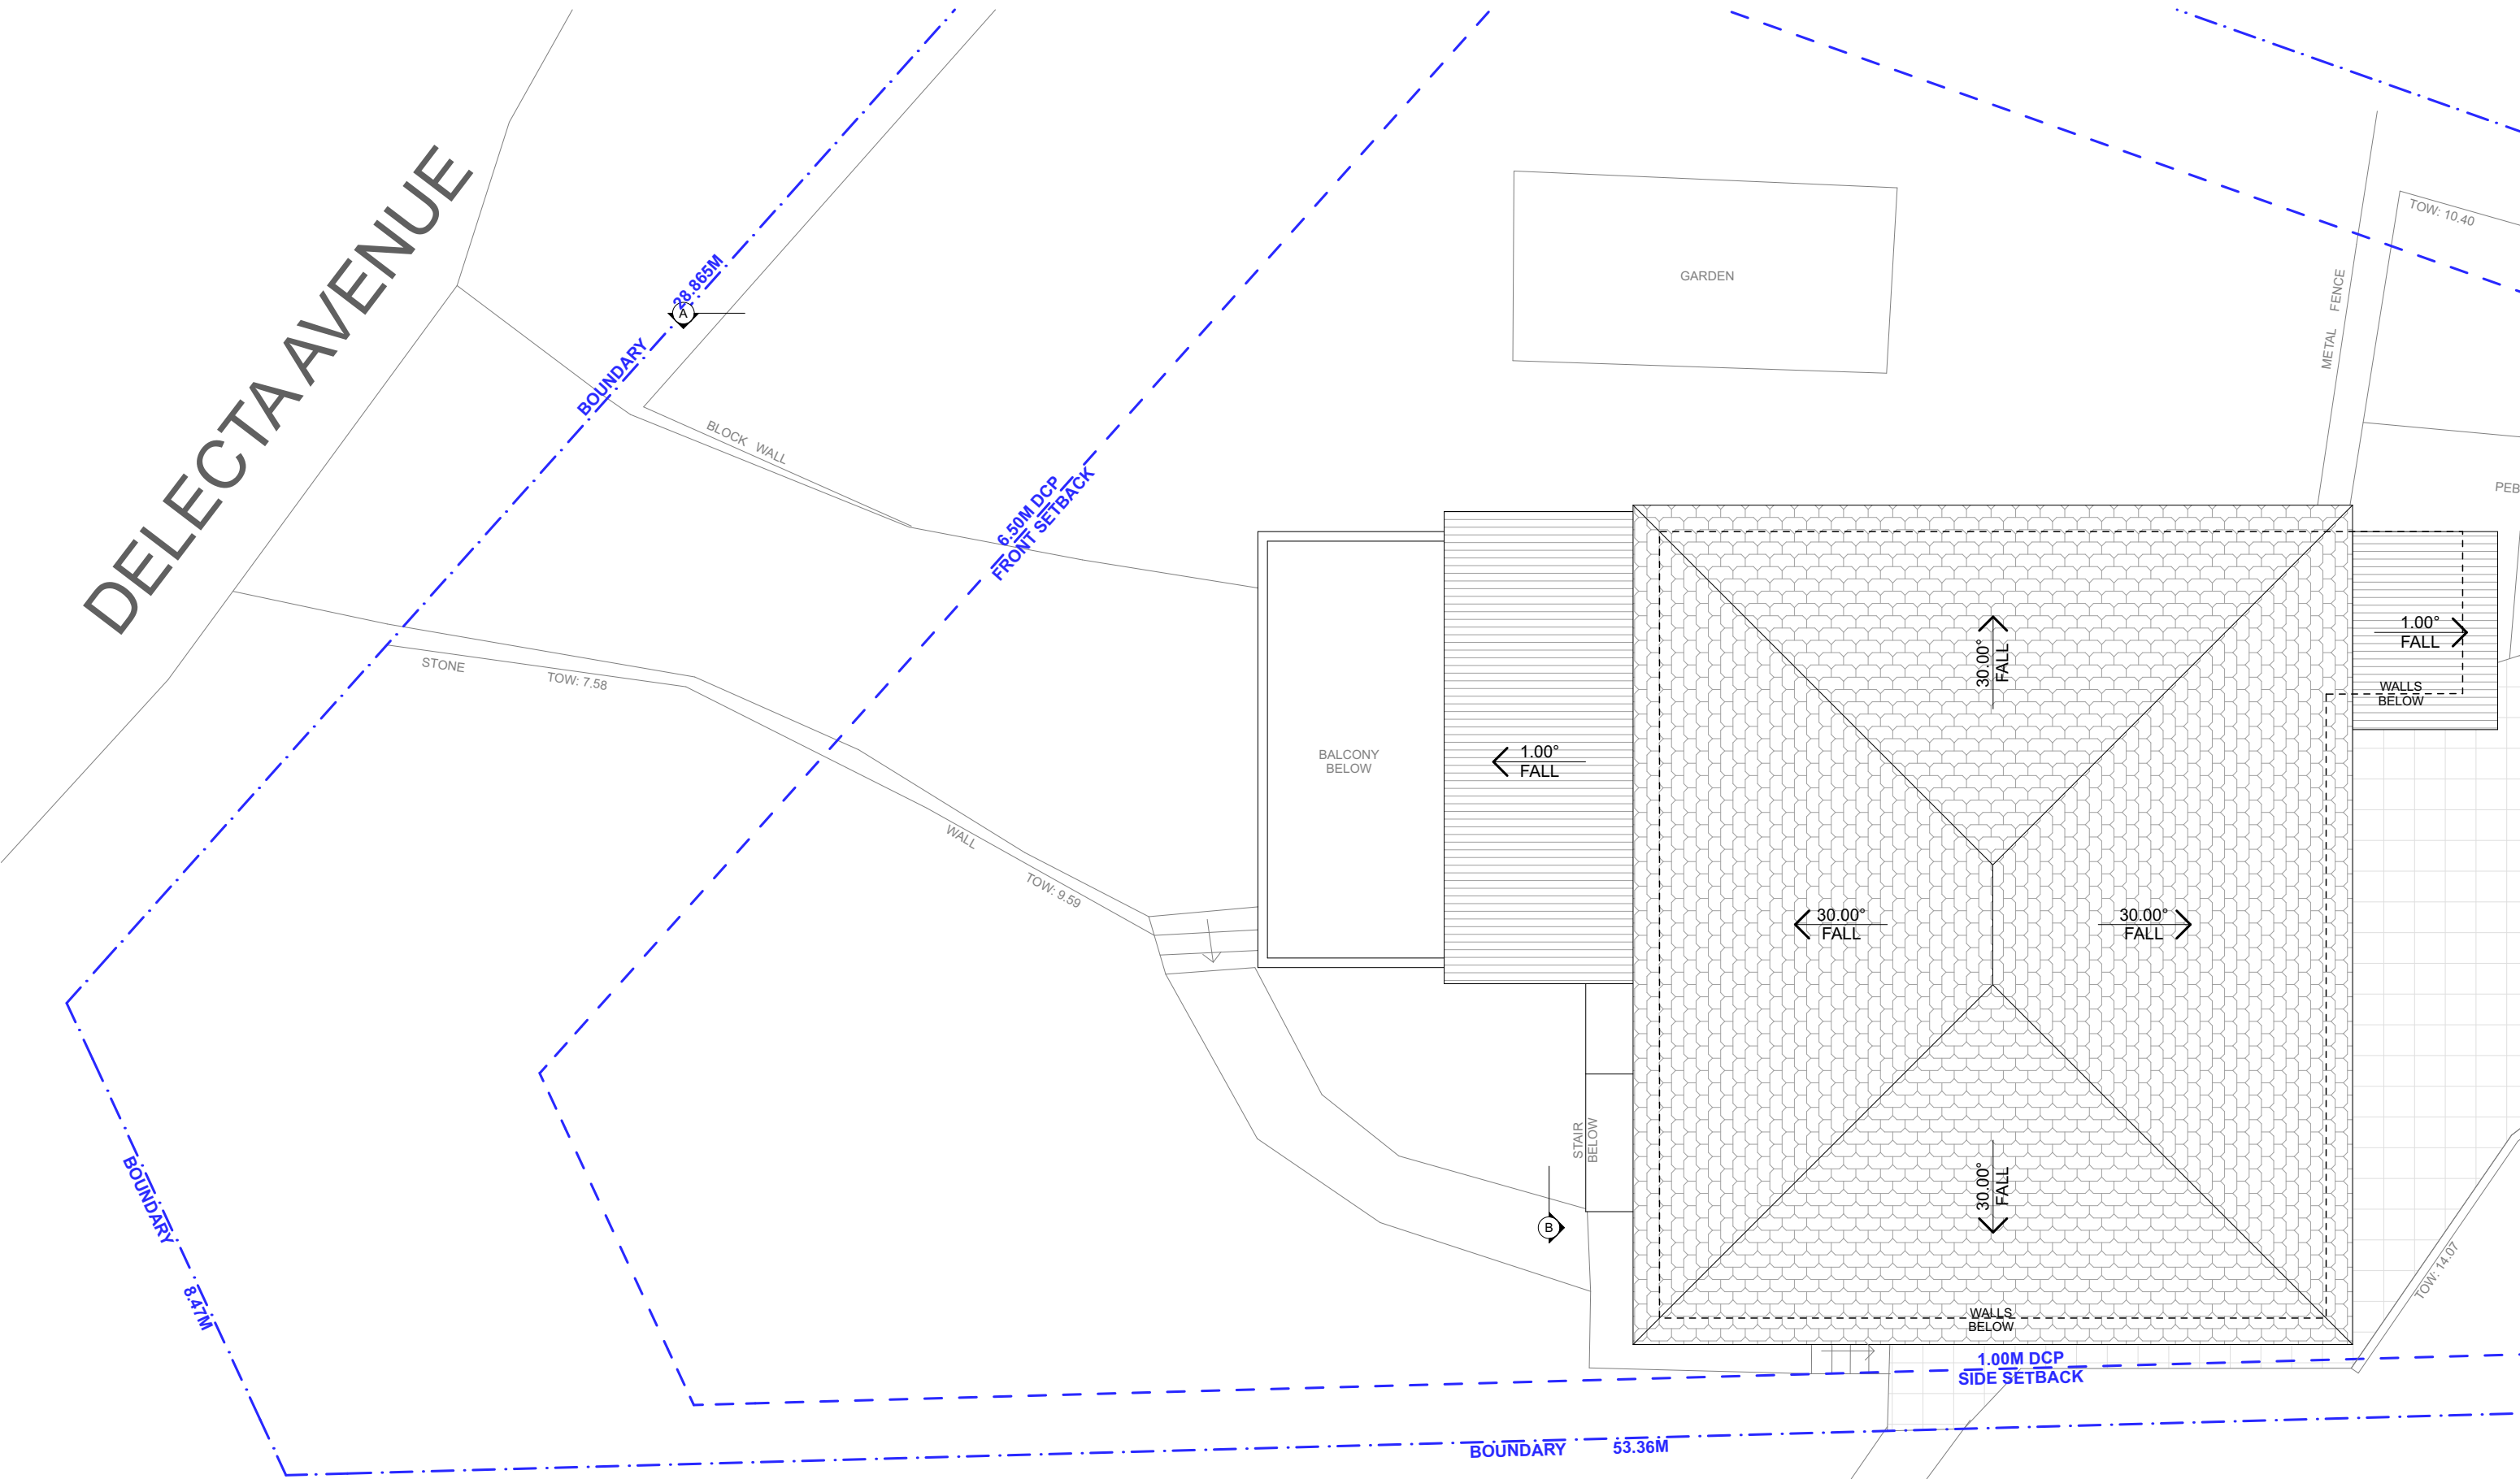 DELECTA AVENUE
BOUNDARY
28.865M
A
BLOCK WALL
6.50M DCP
FRONT SETBACK
GARDEN
TOW: 10.40
METAL FENCE
PEB
STONE
TOW: 7.58
WALL
TOW: 9.59
BALCONY
BELOW
1.00°
FALL
30.00°
FALL
1.00°
FALL
WALLS
BELOW
30.00°
FALL
30.00°
FALL
30.00°
FALL
STAIR
BELOW
B
BOUNDARY
8.47M
WALLS
BELOW
TOW: 14.07
1.00M DCP
SIDE SETBACK
BOUNDARY 53.36M